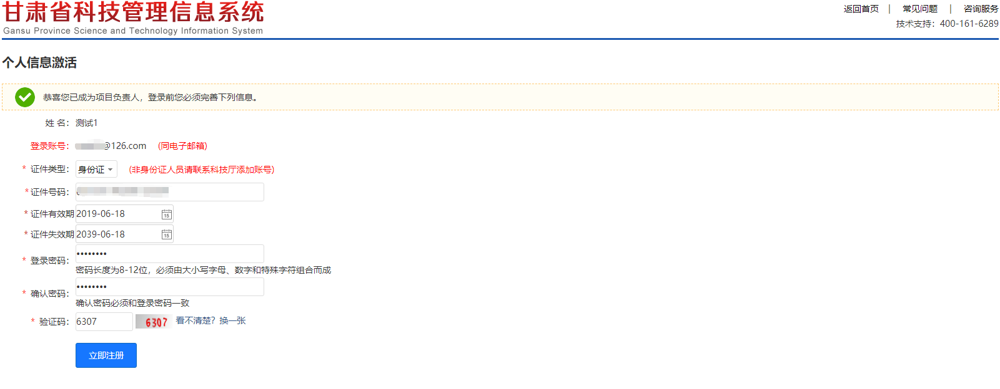 甘肃省科技管理信息系统
Gansu Province Science and Technology Information System
返回首页 | 常见问题 | 咨询服务
技术支持：400-161-6289
个人信息激活
恭喜您已成为项目负责人，登录前您必须完善下列信息。
姓 名： 测试1
登录账号： @126.com (同电子邮箱)
* 证件类型： 身份证 (非身份证人员请联系科技厅添加账号)
* 证件号码：
* 证件有效期 2019-06-18
* 证件失效期 2039-06-18
* 登录密码： ••••••••
密码长度为8-12位，必须由大小写字母、数字和特殊字符组合而成
* 确认密码： ••••••••
确认密码必须和登录密码一致
* 验证码： 6307 6307 看不清楚？换一张
立即注册